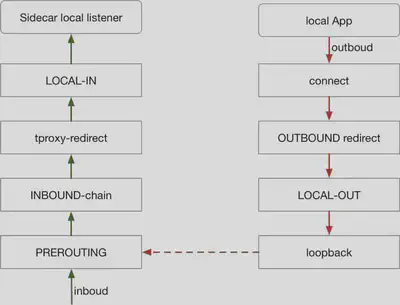 Sidecar local listener
LOCAL-IN
tproxy-redirect
INBOUND-chain
PREROUTING
inboud
local App
outboud
connect
OUTBOUND redirect
LOCAL-OUT
loopback